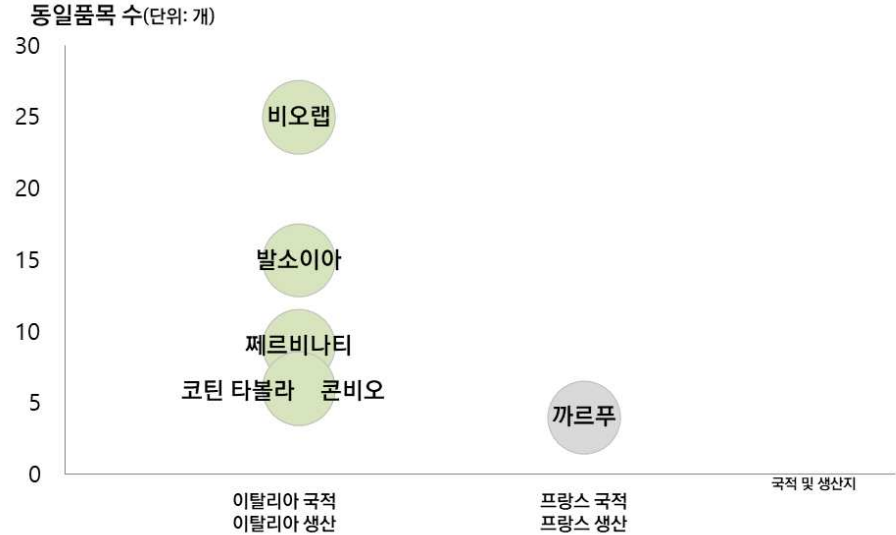 동일품목 수(단위: 개)
30
25
비오랩
20
15
발소이아
10
쩨르비나티
코틴 타볼라 콘비오
5
까르푸
0
국적 및 생산지
이탈리아 국적
이탈리아 생산
프랑스 국적
프랑스 생산